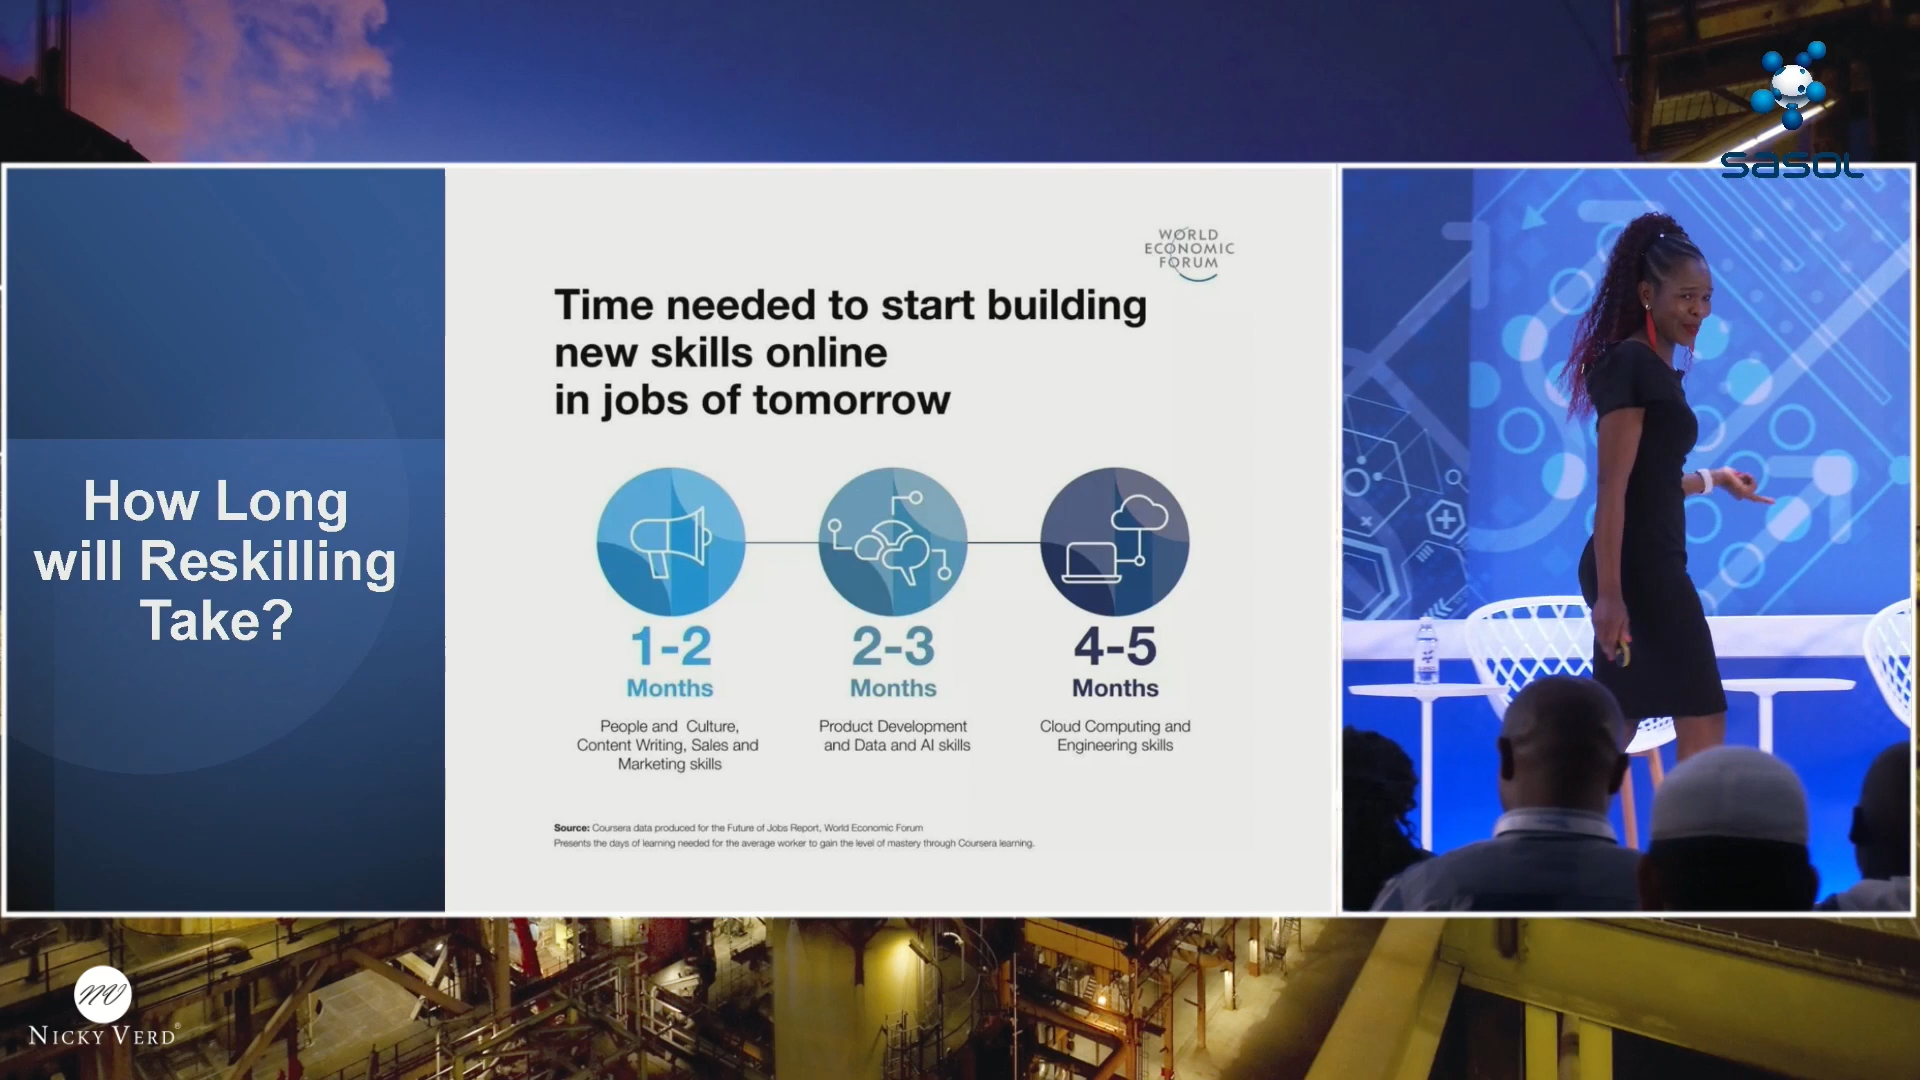 sasol
WORLD
ECONOMIC
FORUM
Time needed to start building
new skills online
in jobs of tomorrow
How Long
will Reskilling
Take?
1-2
Months
People and Culture,
Content Writing, Sales and
Marketing skills
2-3
Months
Product Development
and Data and AI skills
4-5
Months
Cloud Computing and
Engineering skills
Source: Coursera data produced for the Future of Jobs Report, World Economic Forum
Presents the days of learning needed for the average worker to gain the level of mastery through Coursera learning.
NV
NICKY VERD®